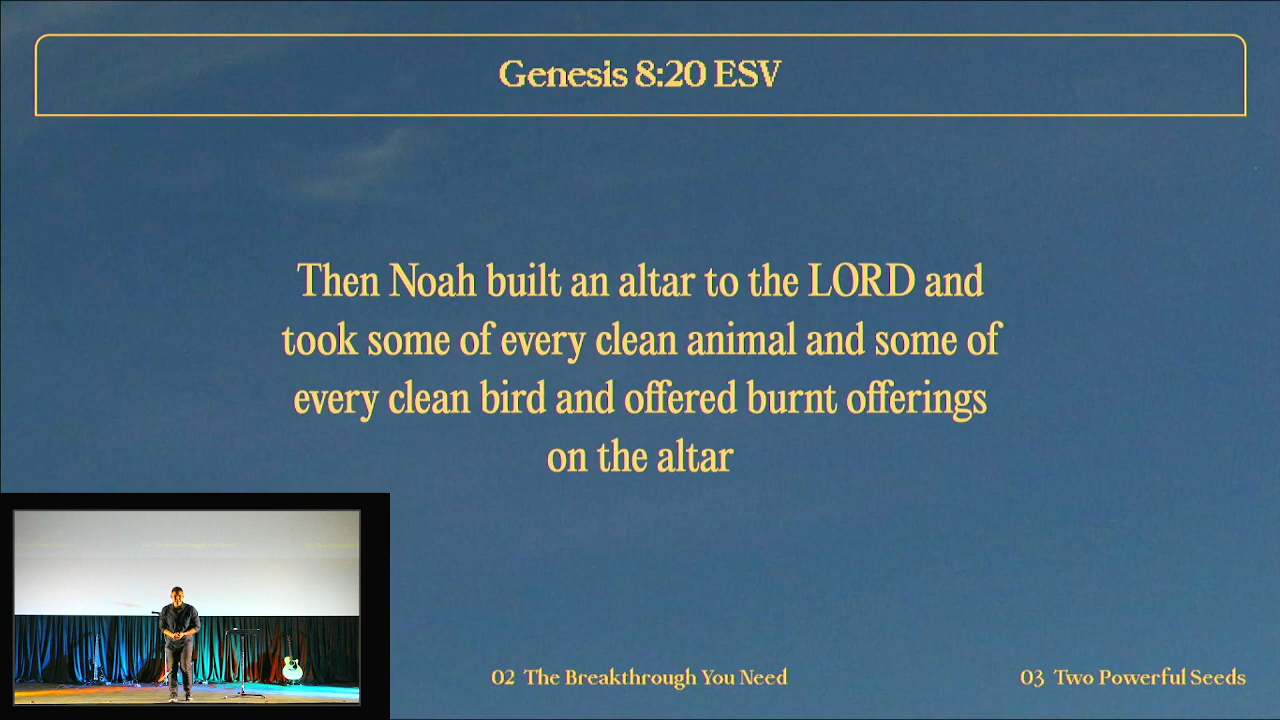 Genesis 8:20 ESV
Then Noah built an altar to the LORD and
took some of every clean animal and some of
every clean bird and offered burnt offerings
on the altar
02 The Breakthrough You Need
03 Two Powerful Seeds